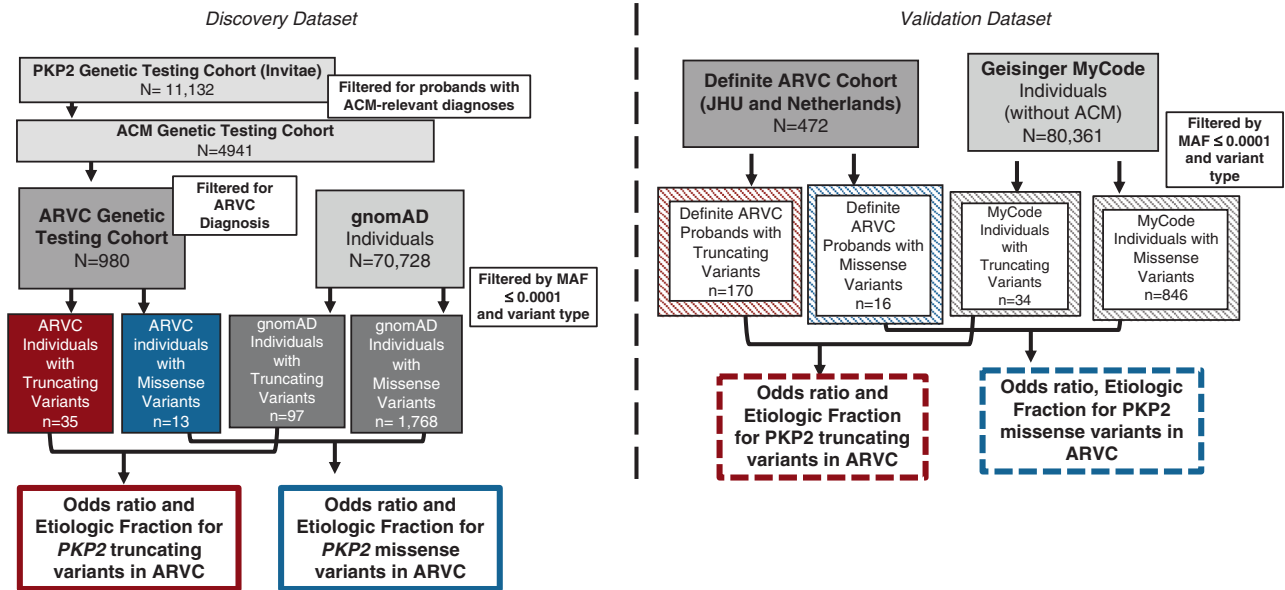 Discovery Dataset
PKP2 Genetic Testing Cohort (Invitae)
N= 11,132
Filtered for probands with
ACM-relevant diagnoses
ACM Genetic Testing Cohort
N=4941
Filtered for
ARVC
Diagnosis
ARVC Genetic
Testing Cohort
N=980
gnomAD
Individuals
N=70,728
Filtered by MAF
≤ 0.0001
and variant type
ARVC
Individuals
with
Truncating
Variants
n=35
ARVC
individuals
with
Missense
Variants
n=13
gnomAD
Individuals
with
Truncating
Variants
n=97
gnomAD
Individuals
with
Missense
Variants
n= 1,768
Odds ratio and
Etiologic Fraction for
PKP2 truncating
variants in ARVC
Odds ratio and
Etiologic Fraction for
PKP2 missense
variants in ARVC
Validation Dataset
Definite ARVC Cohort
(JHU and Netherlands)
N=472
Geisinger MyCode
Individuals
(without ACM)
N=80,361
Filtered by
MAF ≤ 0.0001
and variant
type
Definite ARVC
Probands with
Truncating
Variants
n=170
Definite
ARVC
Probands with
Missense
Variants
n=16
MyCode
Individuals
with
Truncating
Variants
n=34
MyCode
Individuals with
Missense
Variants
n=846
Odds ratio and
Etiologic Fraction
for PKP2 truncating
variants in ARVC
Odds ratio, Etiologic
Fraction for PKP2
missense variants in
ARVC